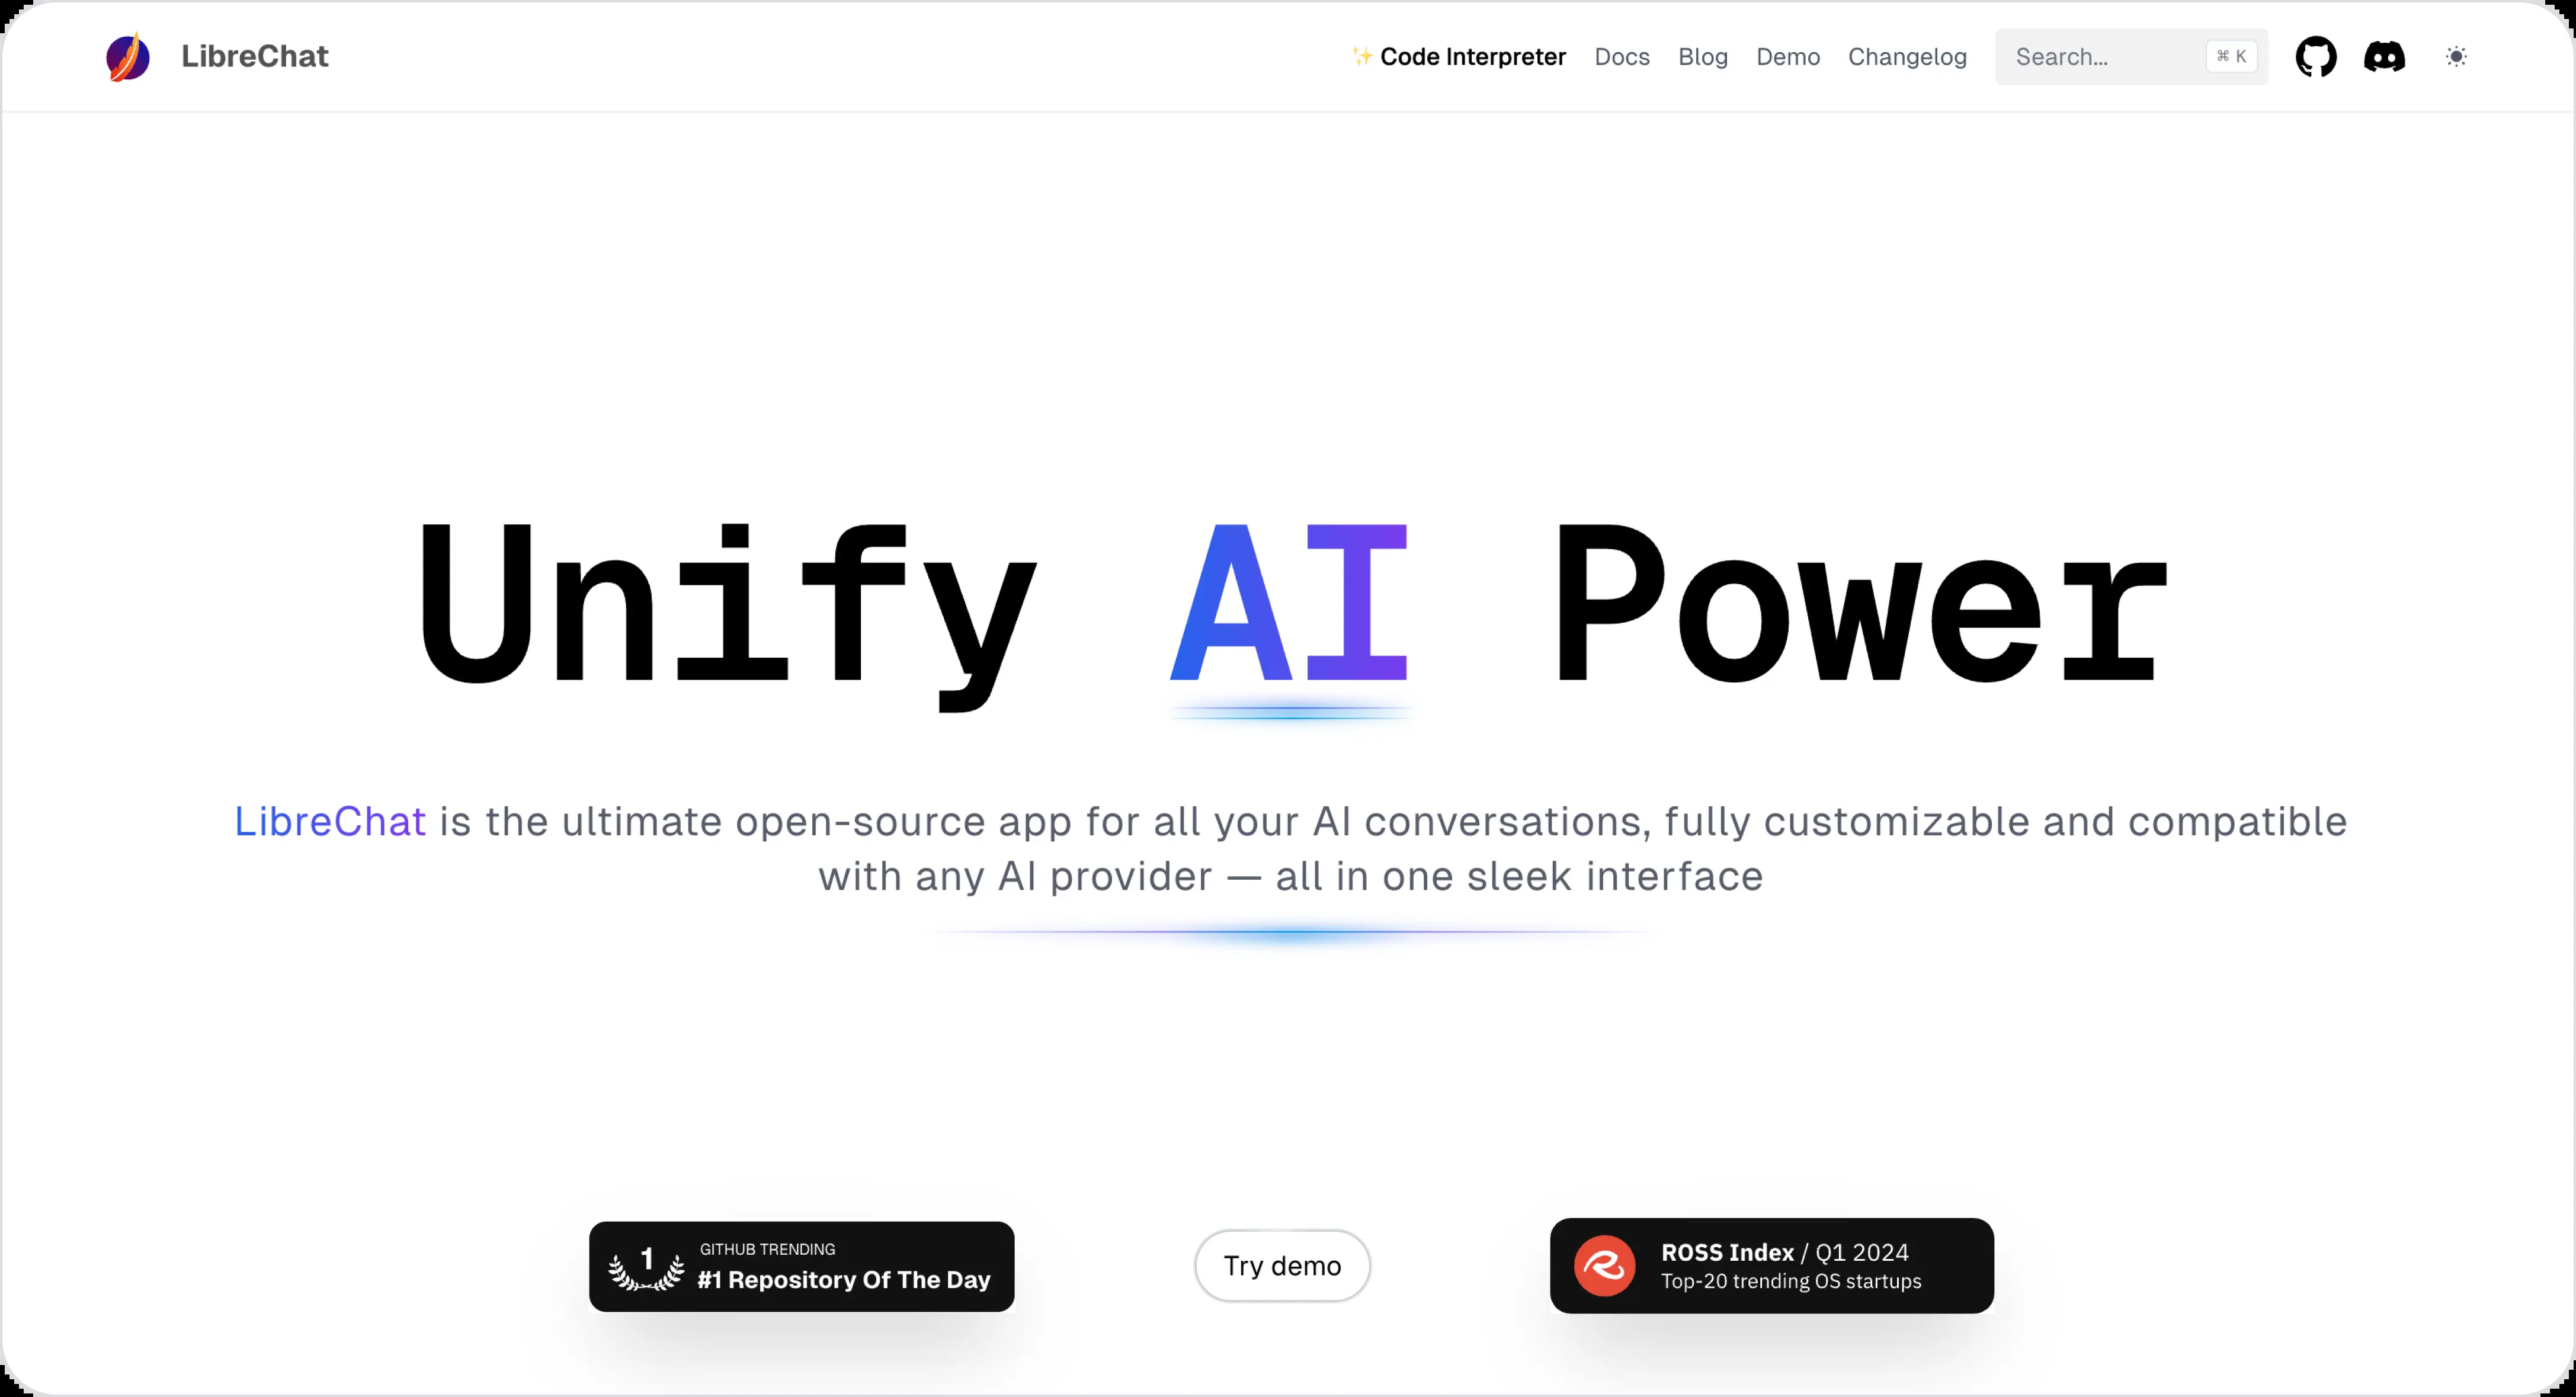 LibreChat
✨ Code Interpreter
Docs
Blog
Demo
Changelog
Search...
⌘ K
Unify AI Power
LibreChat is the ultimate open-source app for all your AI conversations, fully customizable and compatible
with any AI provider — all in one sleek interface
1
GITHUB TRENDING
#1 Repository Of The Day
Try demo
ROSS Index / Q1 2024
Top-20 trending OS startups